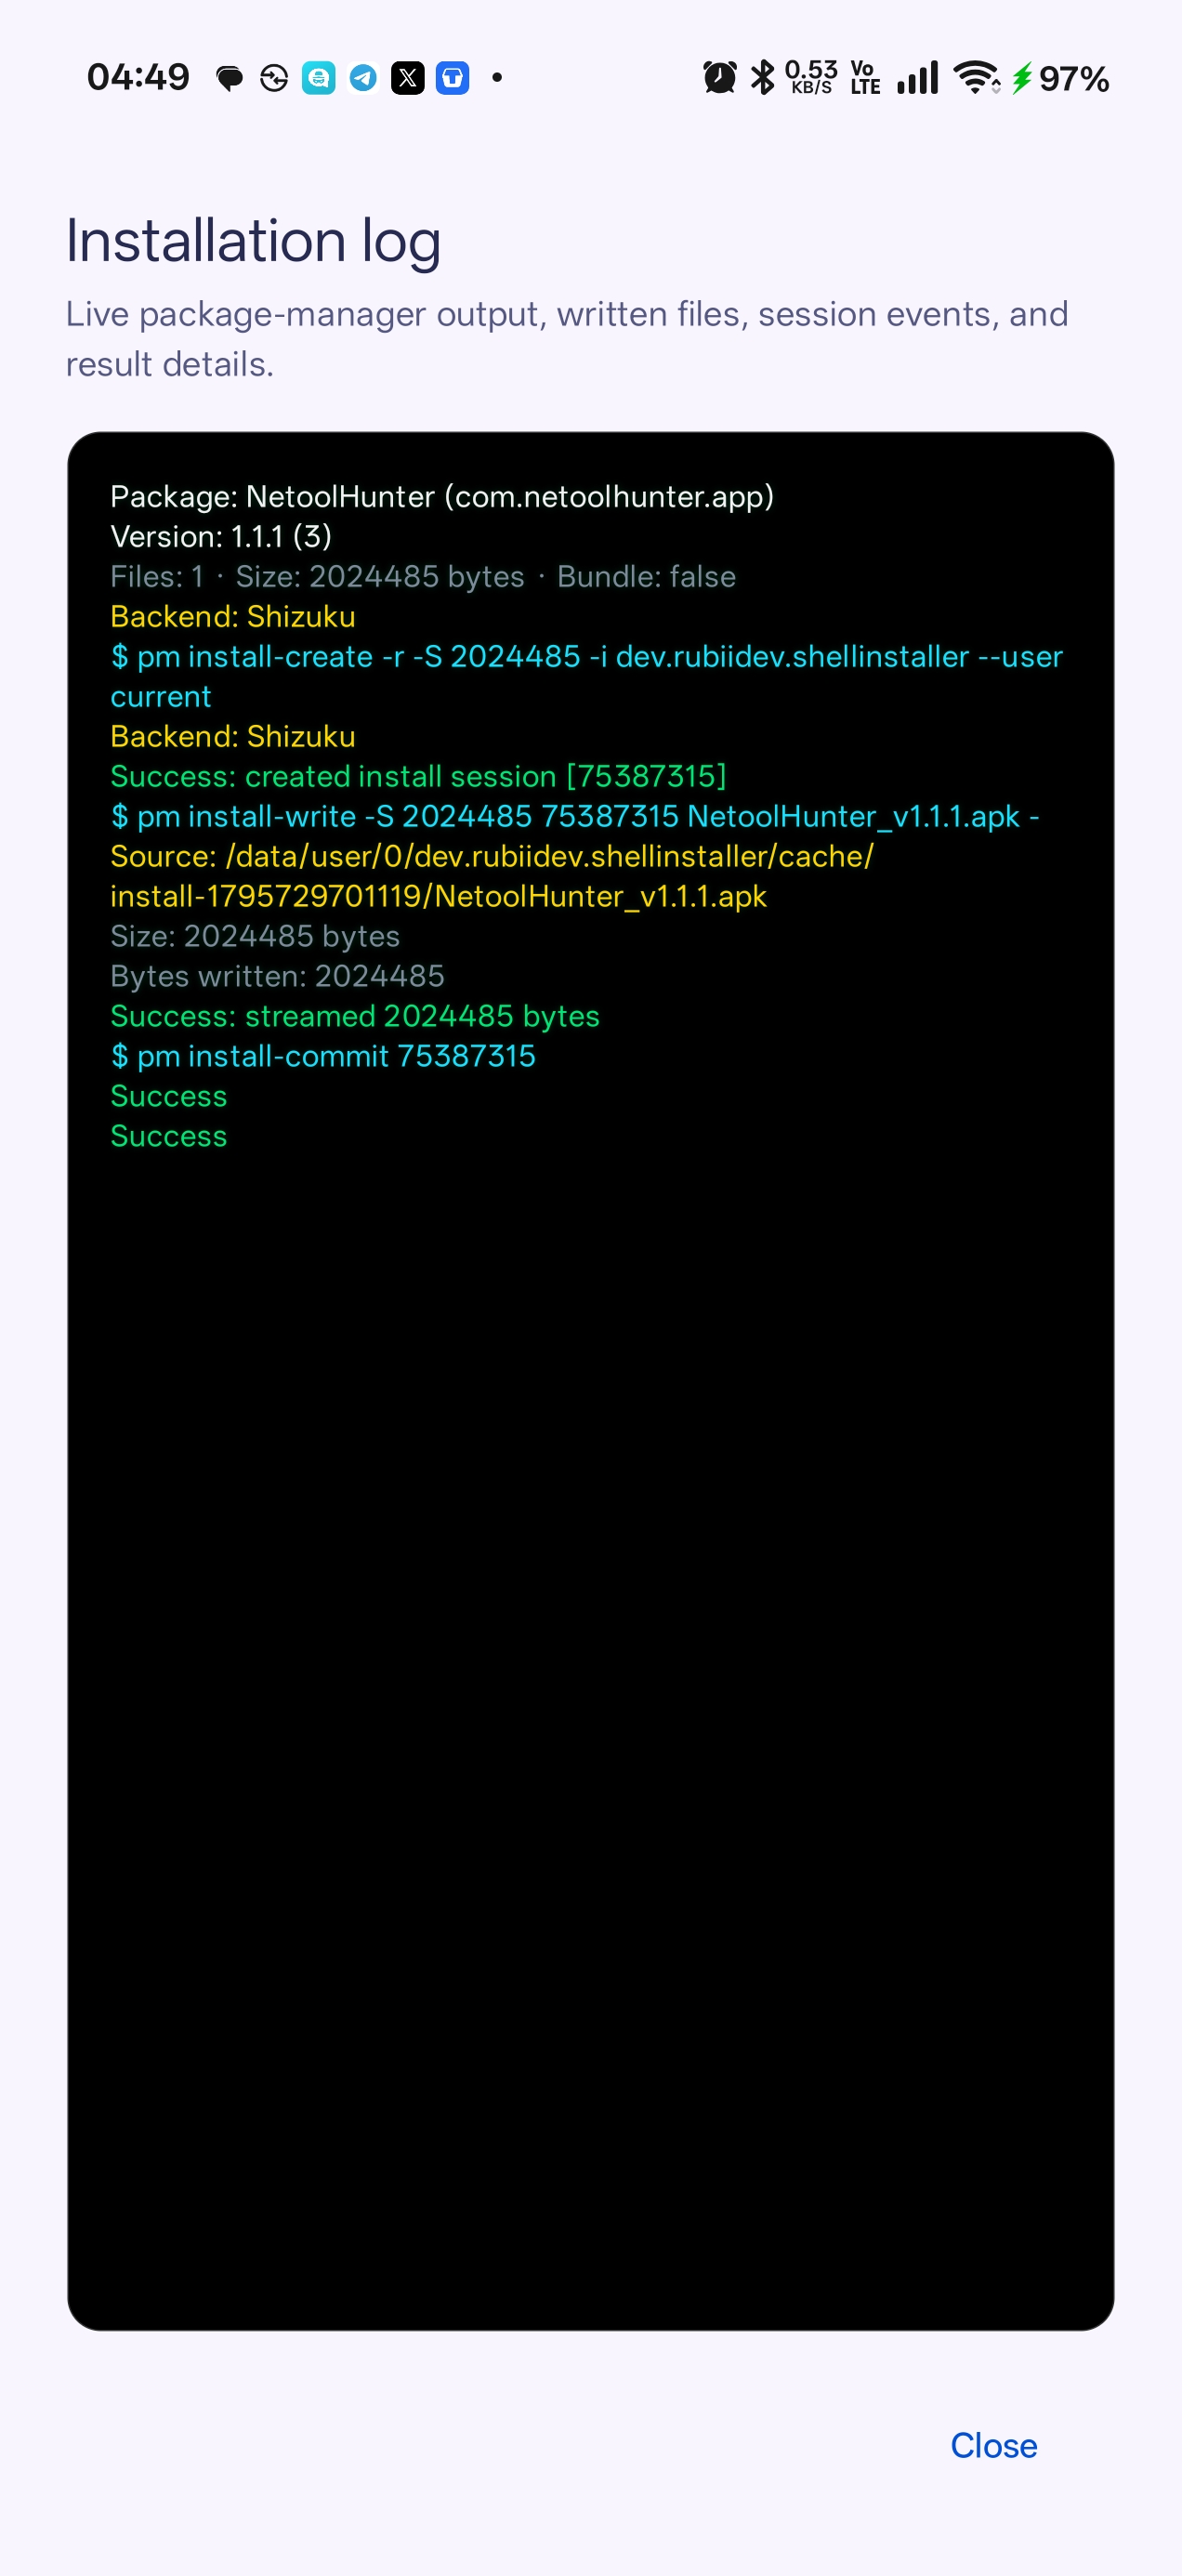 04:49
0.53 KB/S
Vo LTE
97%
Installation log
Live package-manager output, written files, session events, and
result details.
Package: NetoolHunter (com.netoolhunter.app)
Version: 1.1.1 (3)
Files: 1 · Size: 2024485 bytes · Bundle: false
Backend: Shizuku
$ pm install-create -r -S 2024485 -i dev.rubiidev.shellinstaller --user
current
Backend: Shizuku
Success: created install session [75387315]
$ pm install-write -S 2024485 75387315 NetoolHunter_v1.1.1.apk -
Source: /data/user/0/dev.rubiidev.shellinstaller/cache/
install-1795729701119/NetoolHunter_v1.1.1.apk
Size: 2024485 bytes
Bytes written: 2024485
Success: streamed 2024485 bytes
$ pm install-commit 75387315
Success
Success
Close